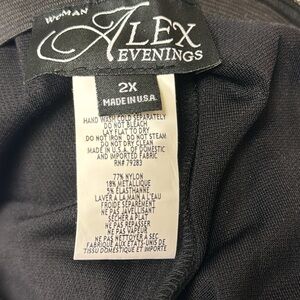 WOMAN
ALEX
EVENINGS
2X
MADE IN U.S.A.
HAND WASH COLD SEPARATELY
DO NOT BLEACH
LAY FLAT TO DRY
DO NOT IRON DO NOT STEAM
DO NOT DRY CLEAN
MADE IN U.S.A. OF DOMESTIC
AND IMPORTED FABRIC
RN# 79283
77% NYLON
18% METALLIQUE
5% ELASTHANNE
LAVER A LA MAIN A L'EAU
FROIDE SEPARÉMENT
NE PAS JAVELLISANT
SECHER A PLAT
NE PAS REPASSER
NE PAS VAPEUR
NE PAS NETTOYER A SEC
FABRIQUE AUX ETATS-UNIS DE
TISSU DOMESTIQUE ET IMPORTE